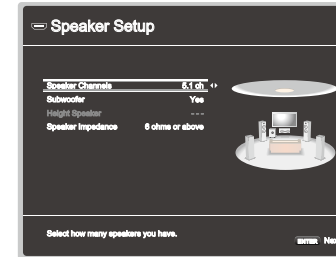 Speaker Setup
Speaker Channels 5.1 ch
Subwoofer Yes
Height Speaker ---
Speaker Impedance 6 ohms or above
Select how many speakers you have.
ENTER Nex